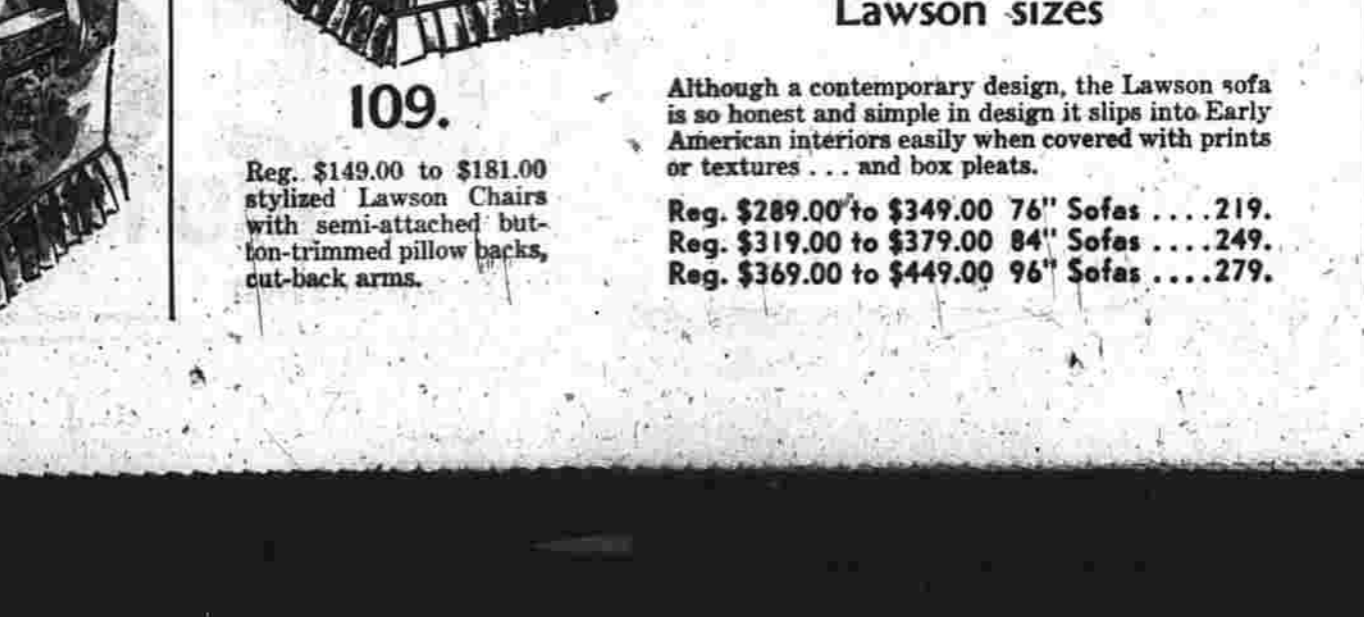 109.
Reg. $149.00 to $181.00
stylized Lawson Chairs
with semi-attached but-
ton-trimmed pillow backs,
cut-back arms.
Lawson sizes
Although a contemporary design, the Lawson sofa
is so honest and simple in design it slips into Early
American interiors easily when covered with prints
or textures . . . and box pleats.
Reg. $289.00 to $349.00 76" Sofas ....219.
Reg. $319.00 to $379.00 84" Sofas ....249.
Reg. $369.00 to $449.00 96" Sofas ....279.